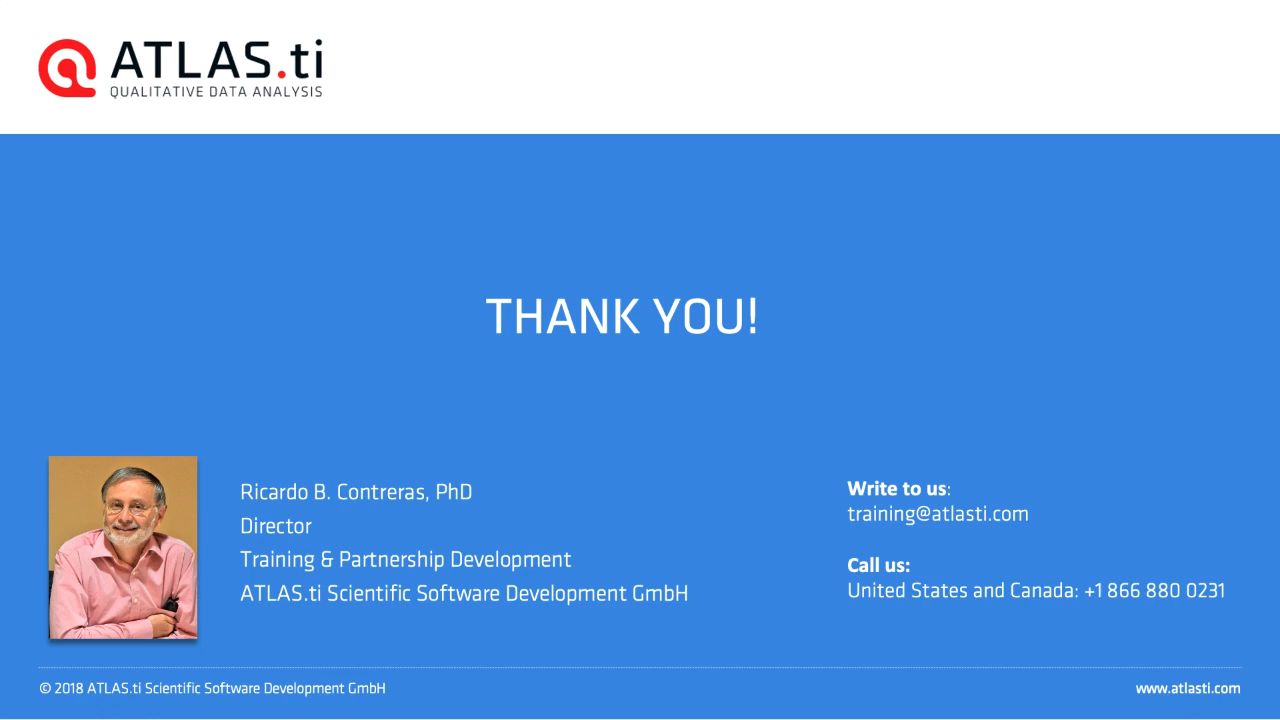 ATLAS.ti
QUALITATIVE DATA ANALYSIS
THANK YOU!
Ricardo B. Contreras, PhD
Director
Training & Partnership Development
ATLAS.ti Scientific Software Development GmbH
Write to us:
training@atlasti.com
Call us:
United States and Canada: +1 866 880 0231
© 2018 ATLAS.ti Scientific Software Development GmbH
www.atlasti.com